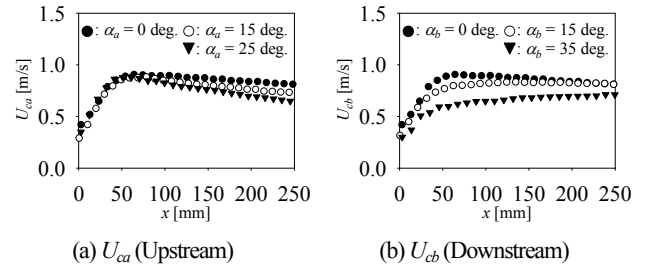 ●: αa = 0 deg. ○: αa = 15 deg.
▼: αa = 25 deg.
Uca [m/s]
1.5
1.0
0.5
0.0
0 50 100 150 200 250
x [mm]
(a) Uca (Upstream)
●: αb = 0 deg. ○: αb = 15 deg.
▼: αb = 35 deg.
Ucb [m/s]
1.5
1.0
0.5
0.0
0 50 100 150 200 250
x [mm]
(b) Ucb (Downstream)